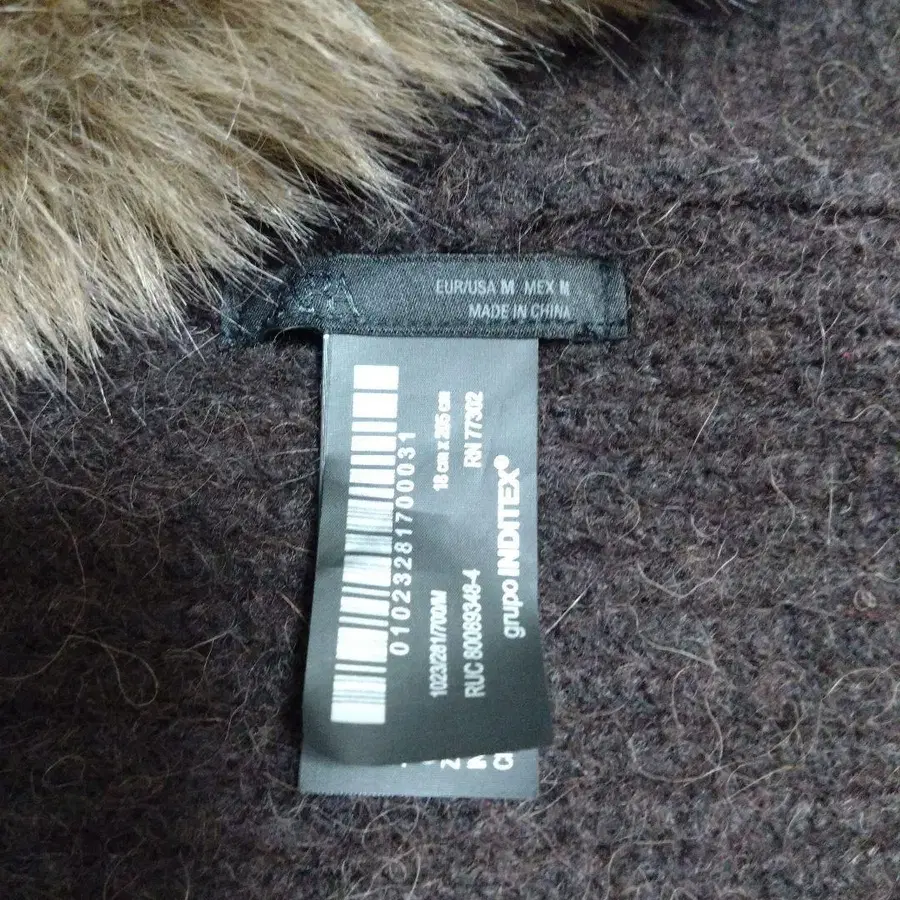 EUR/USA M MEX M
MADE IN CHINA
01023281700031
1023/281/700/M
18 cm x 265 cm
RUC 80089348-4
RN 77302
grupo INDITEX®